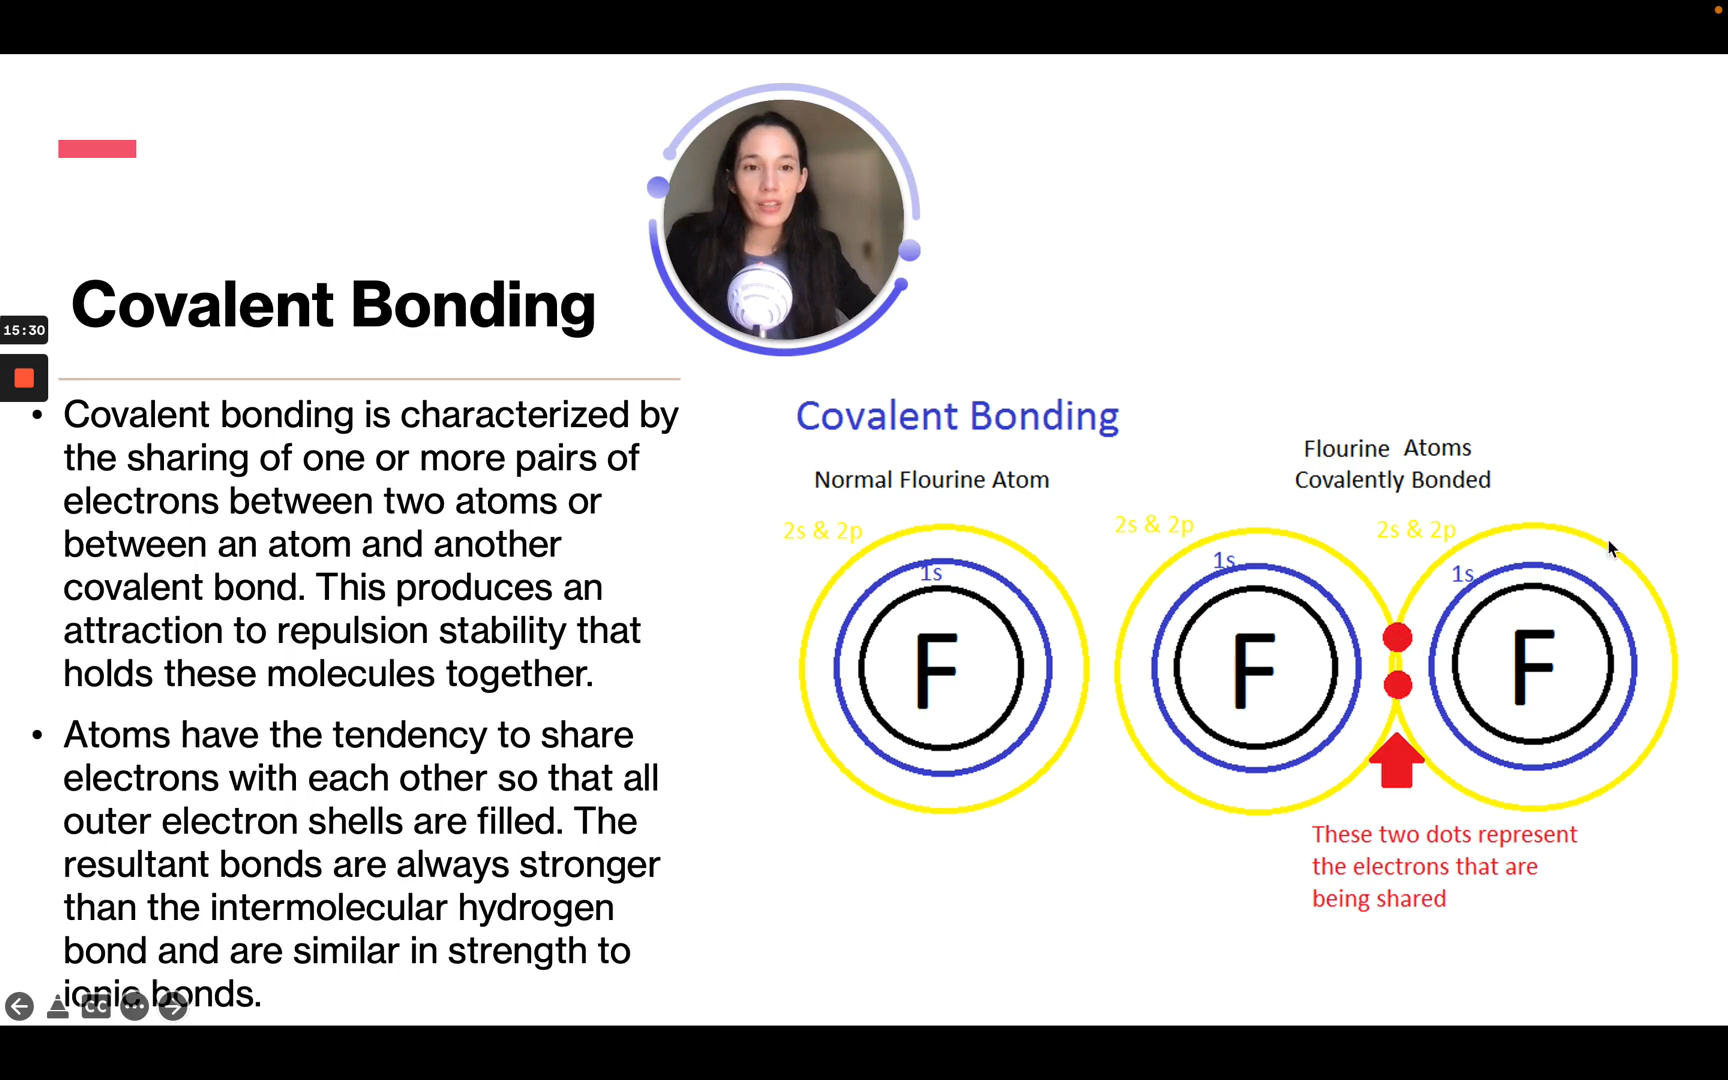 Covalent Bonding
15:30
• Covalent bonding is characterized by
the sharing of one or more pairs of
electrons between two atoms or
between an atom and another
covalent bond. This produces an
attraction to repulsion stability that
holds these molecules together.
• Atoms have the tendency to share
electrons with each other so that all
outer electron shells are filled. The
resultant bonds are always stronger
than the intermolecular hydrogen
bond and are similar in strength to
ionic bonds.
CC
Covalent Bonding
Normal Flourine Atom
Flourine Atoms
Covalently Bonded
2s & 2p
1s
F
2s & 2p
1s
F
2s & 2p
1s
F
These two dots represent
the electrons that are
being shared